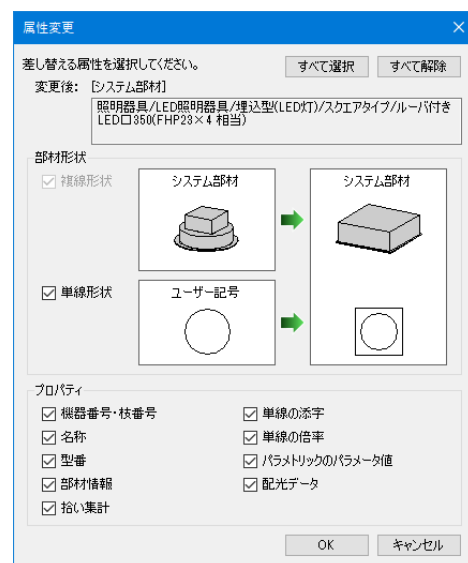 属性変更
差し替える属性を選択してください。
すべて選択
すべて解除
変更後: [システム部材]
照明器具/LED照明器具/埋込型(LED灯)/スクエアタイプ/ルーバ付き
LED□350(FHP23×4 相当)
部材形状
複線形状
システム部材
システム部材
単線形状
ユーザー記号
プロパティ
機器番号・枝番号
単線の添字
名称
単線の倍率
型番
パラメトリックのパラメータ値
部材情報
配光データ
拾い集計
OK
キャンセル